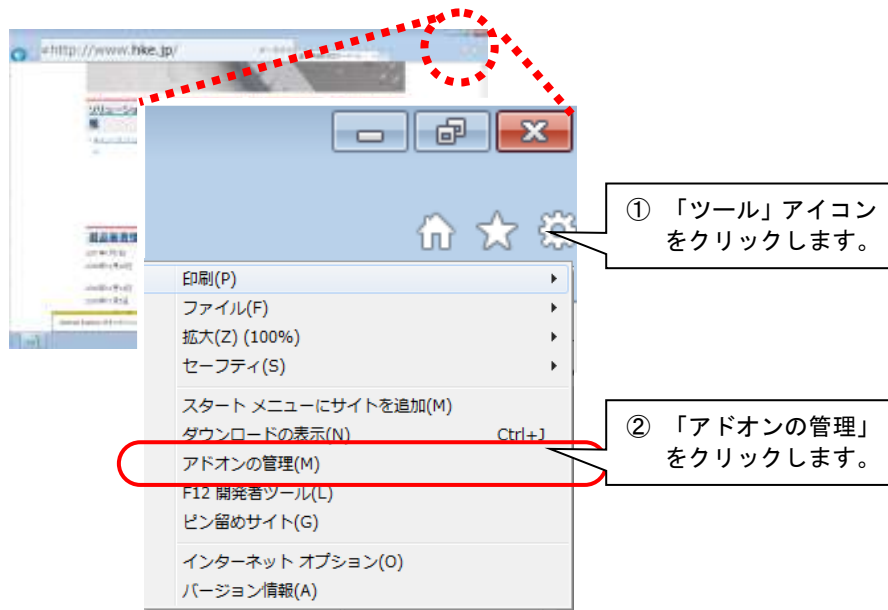 http://www.hke.jp/
① 「ツール」アイコン
をクリックします。
印刷(P)
ファイル(F)
拡大(Z) (100%)
セーフティ(S)
スタート メニューにサイトを追加(M)
ダウンロードの表示(N) Ctrl+J
アドオンの管理(M)
F12 開発者ツール(L)
ピン留めサイト(G)
インターネット オプション(O)
バージョン情報(A)
② 「アドオンの管理」
をクリックします。